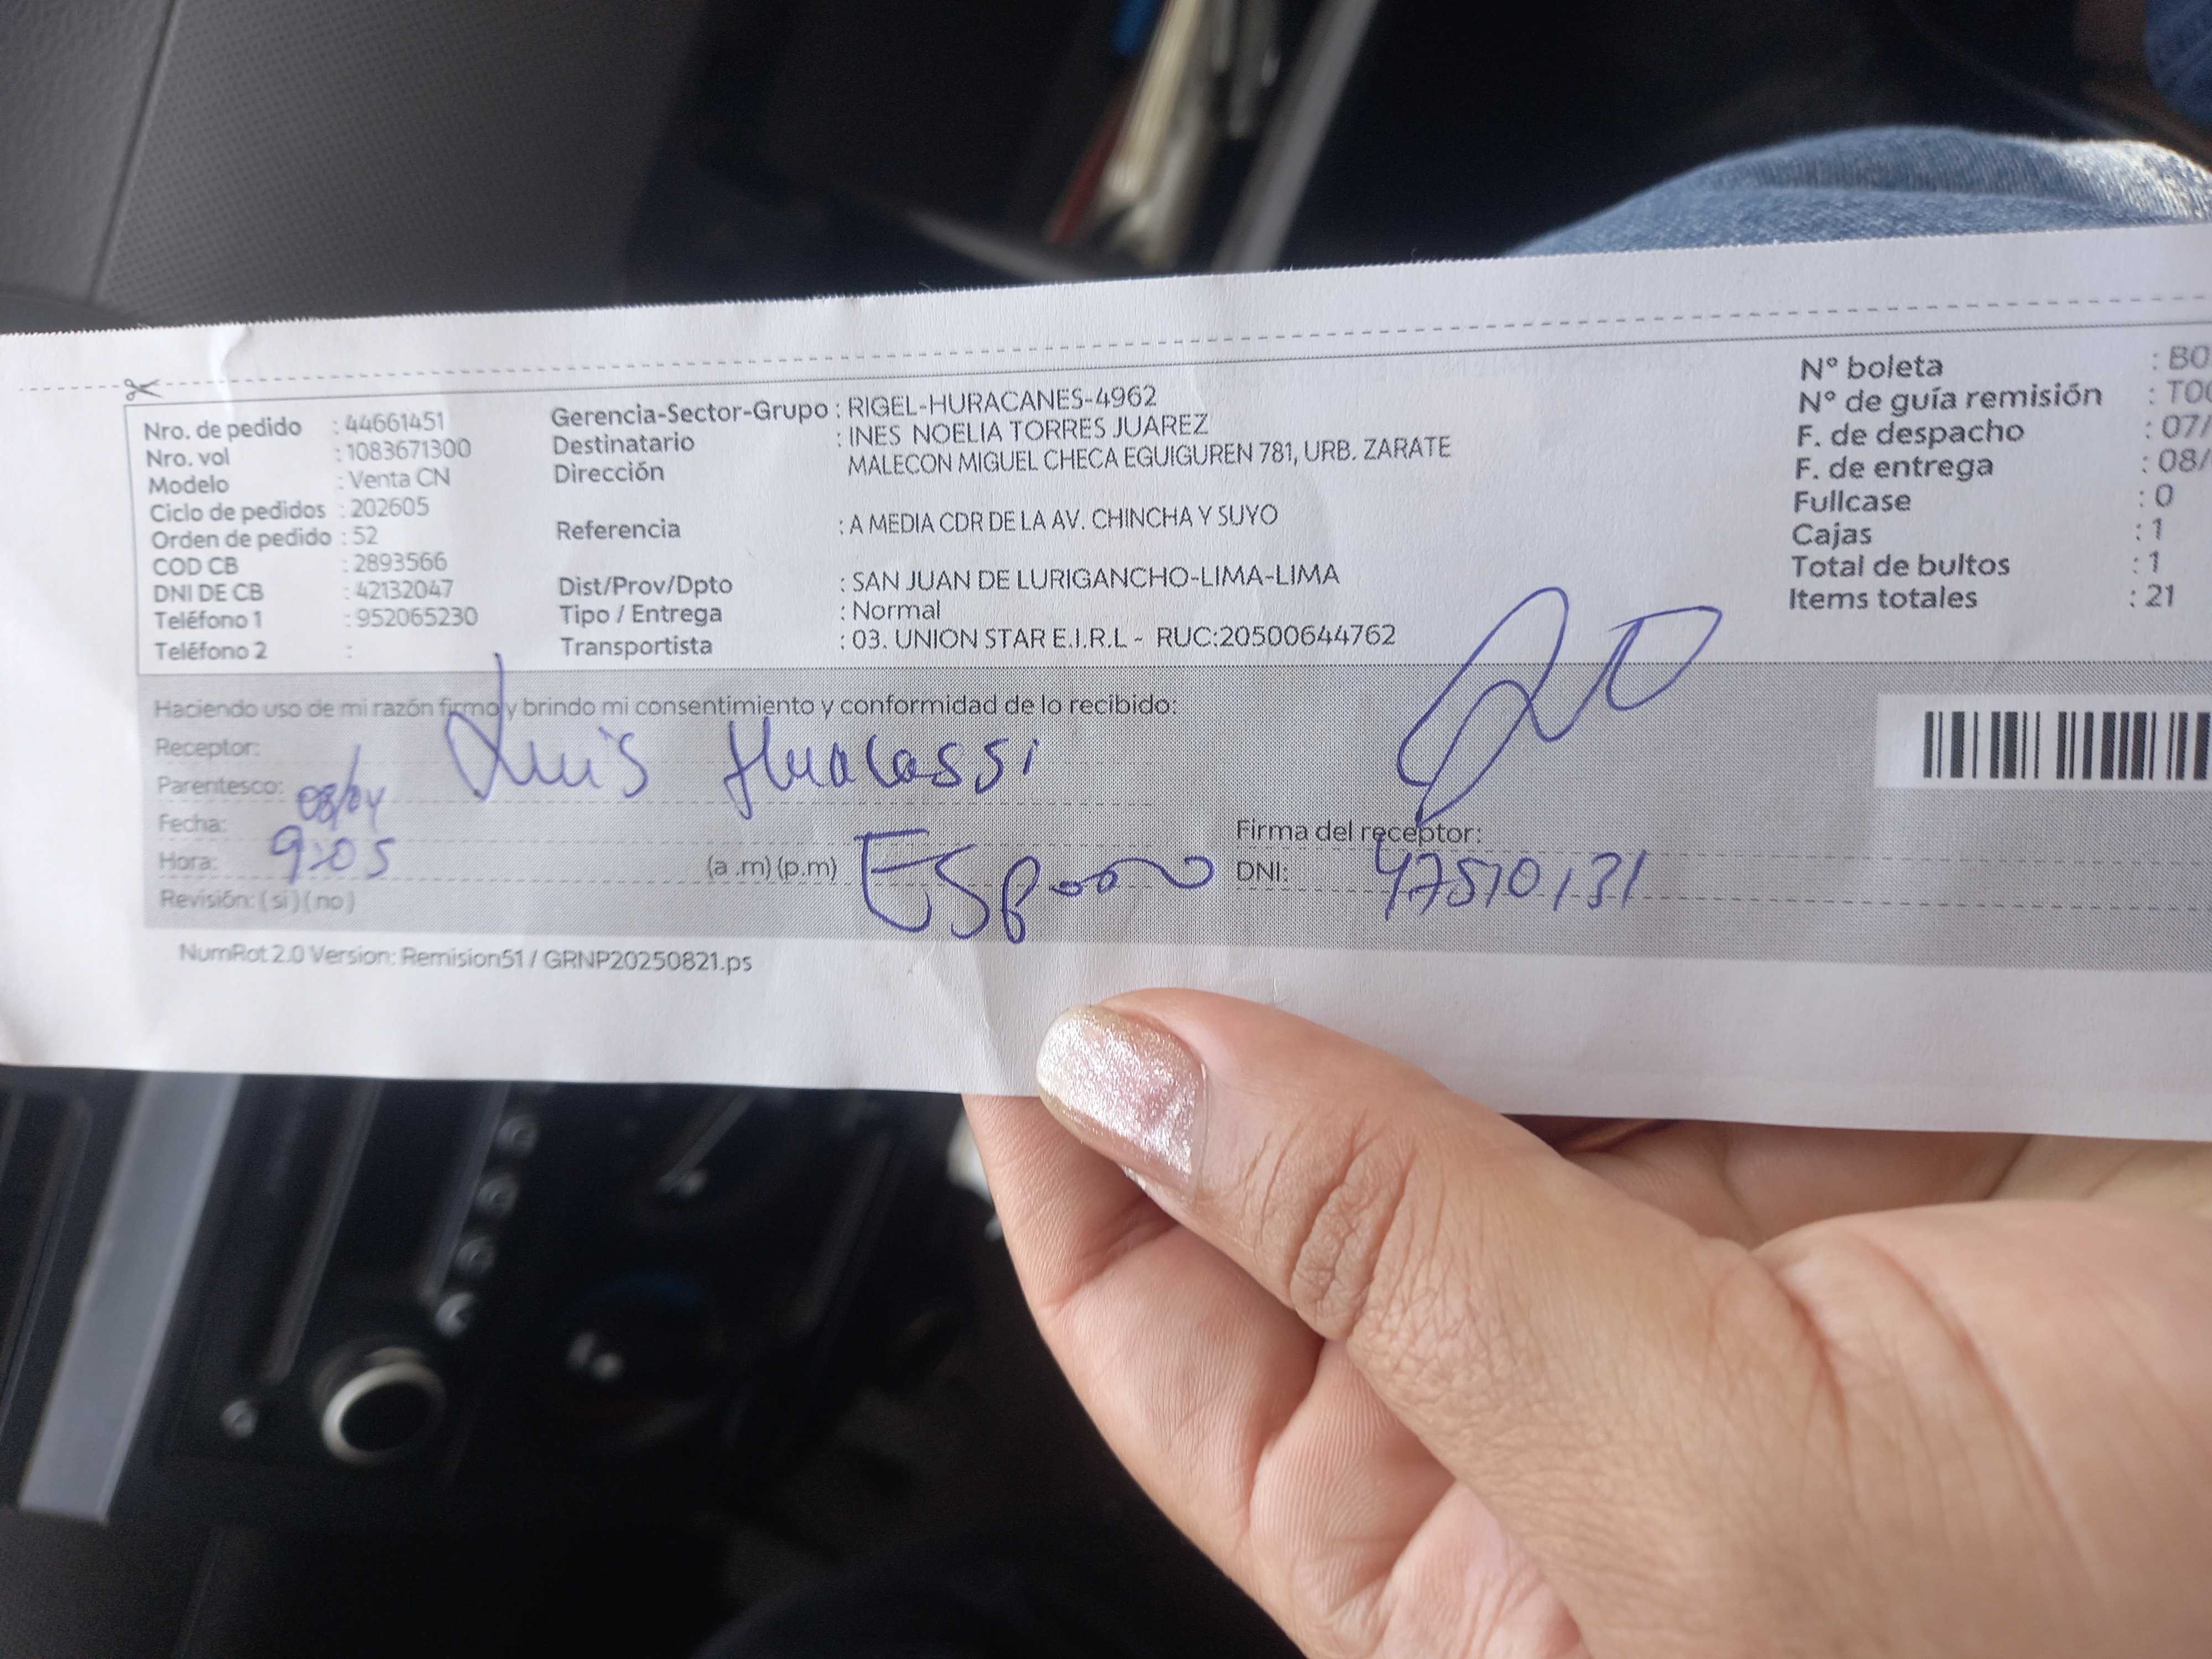 Nro. de pedido : 44661451
Nro. vol : 1083671300
Modelo : Venta CN
Ciclo de pedidos : 202605
Orden de pedido : 52
COD CB : 2893566
DNI DE CB : 42132047
Teléfono 1 : 952065230
Teléfono 2 :
Gerencia-Sector-Grupo : RIGEL-HURACANES-4962
Destinatario : INES NOELIA TORRES JUAREZ
Dirección MALECON MIGUEL CHECA EGUIGUREN 781, URB. ZARATE
Referencia : A MEDIA CDR DE LA AV. CHINCHA Y SUYO
Dist/Prov/Dpto : SAN JUAN DE LURIGANCHO-LIMA-LIMA
Tipo / Entrega : Normal
Transportista : 03. UNION STAR E.I.R.L - RUC:20500644762
N° boleta : B0
N° de guía remisión : T00
F. de despacho : 07/
F. de entrega : 08/
Fullcase : 0
Cajas : 1
Total de bultos : 1
Items totales : 21
Haciendo uso de mi razón firmo y brindo mi consentimiento y conformidad de lo recibido:
Receptor: Luis
Parentesco:
Fecha: 08/04
Hora: 9:05 (a .m) (p.m)
Revisión: ( si ) ( no )
Firma del receptor:
DNI:
NumRot 2.0 Version: Remision51 / GRNP20250821.ps